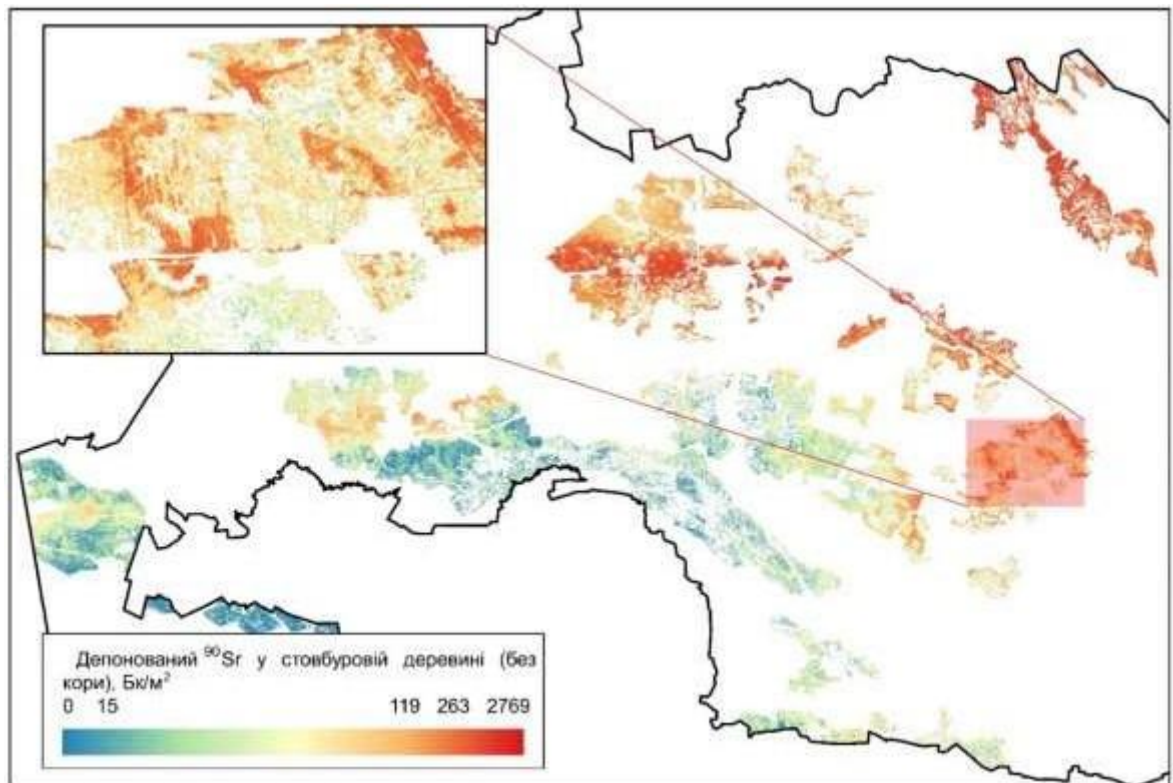 Депонований ⁹⁰Sr у стовбуровій деревині (без
кори), Бк/м²
0 15 119 263 2769